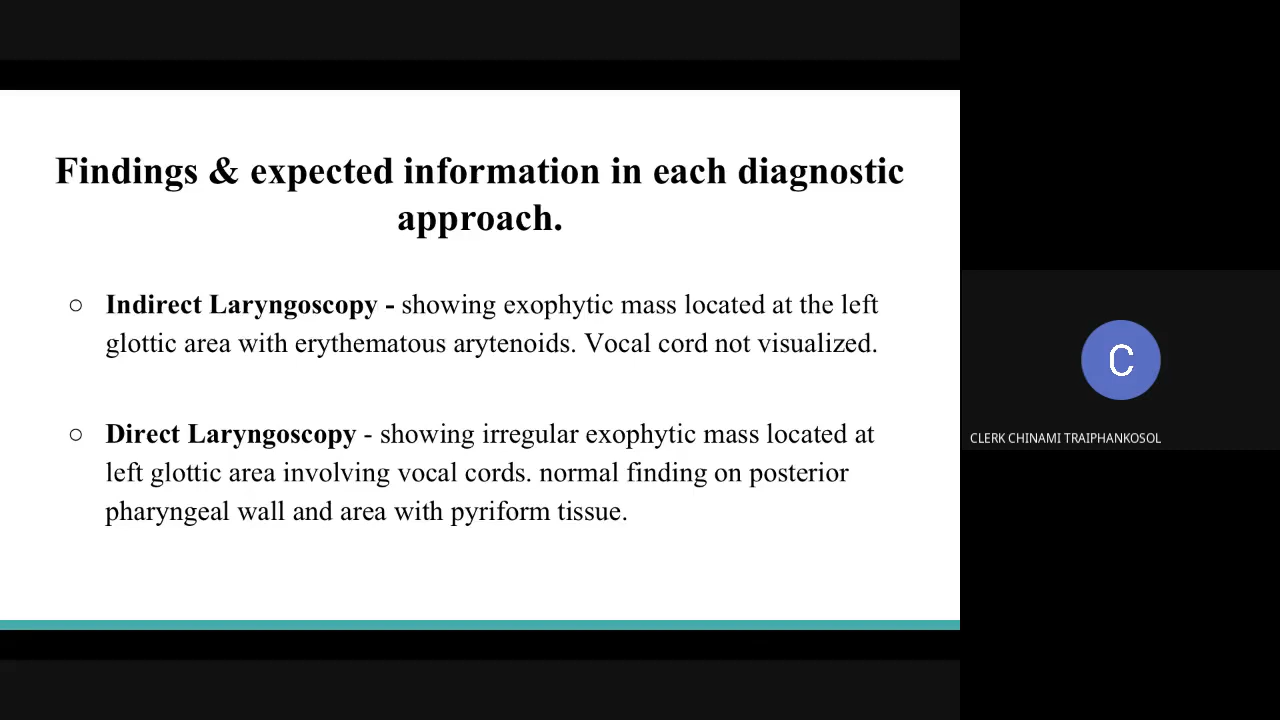 Findings & expected information in each diagnostic
approach.
○ Indirect Laryngoscopy - showing exophytic mass located at the left
glottic area with erythematous arytenoids. Vocal cord not visualized.
○ Direct Laryngoscopy - showing irregular exophytic mass located at
left glottic area involving vocal cords. normal finding on posterior
pharyngeal wall and area with pyriform tissue.
C
CLERK CHINAMI TRAIPHANKOSOL